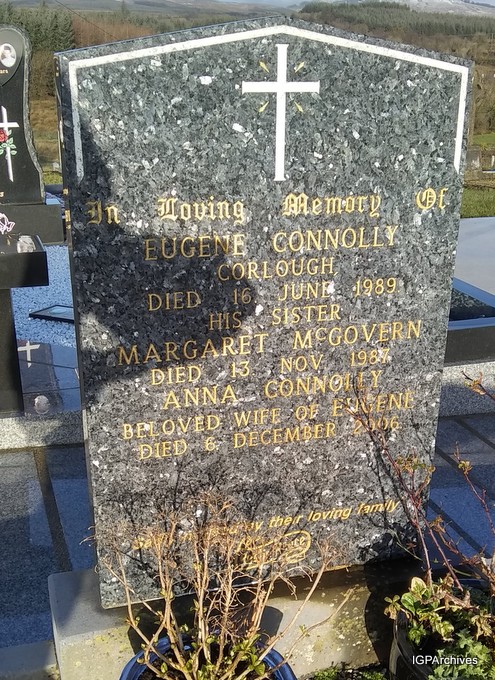 In Loving Memory Of
EUGENE CONNOLLY
CORLOUGH
DIED 16 JUNE 1989
HIS SISTER
MARGARET McGOVERN
DIED 13 NOV 1987
ANNA CONNOLLY
BELOVED WIFE OF EUGENE
DIED 6 DECEMBER 2006
by their loving family
IGPArchives